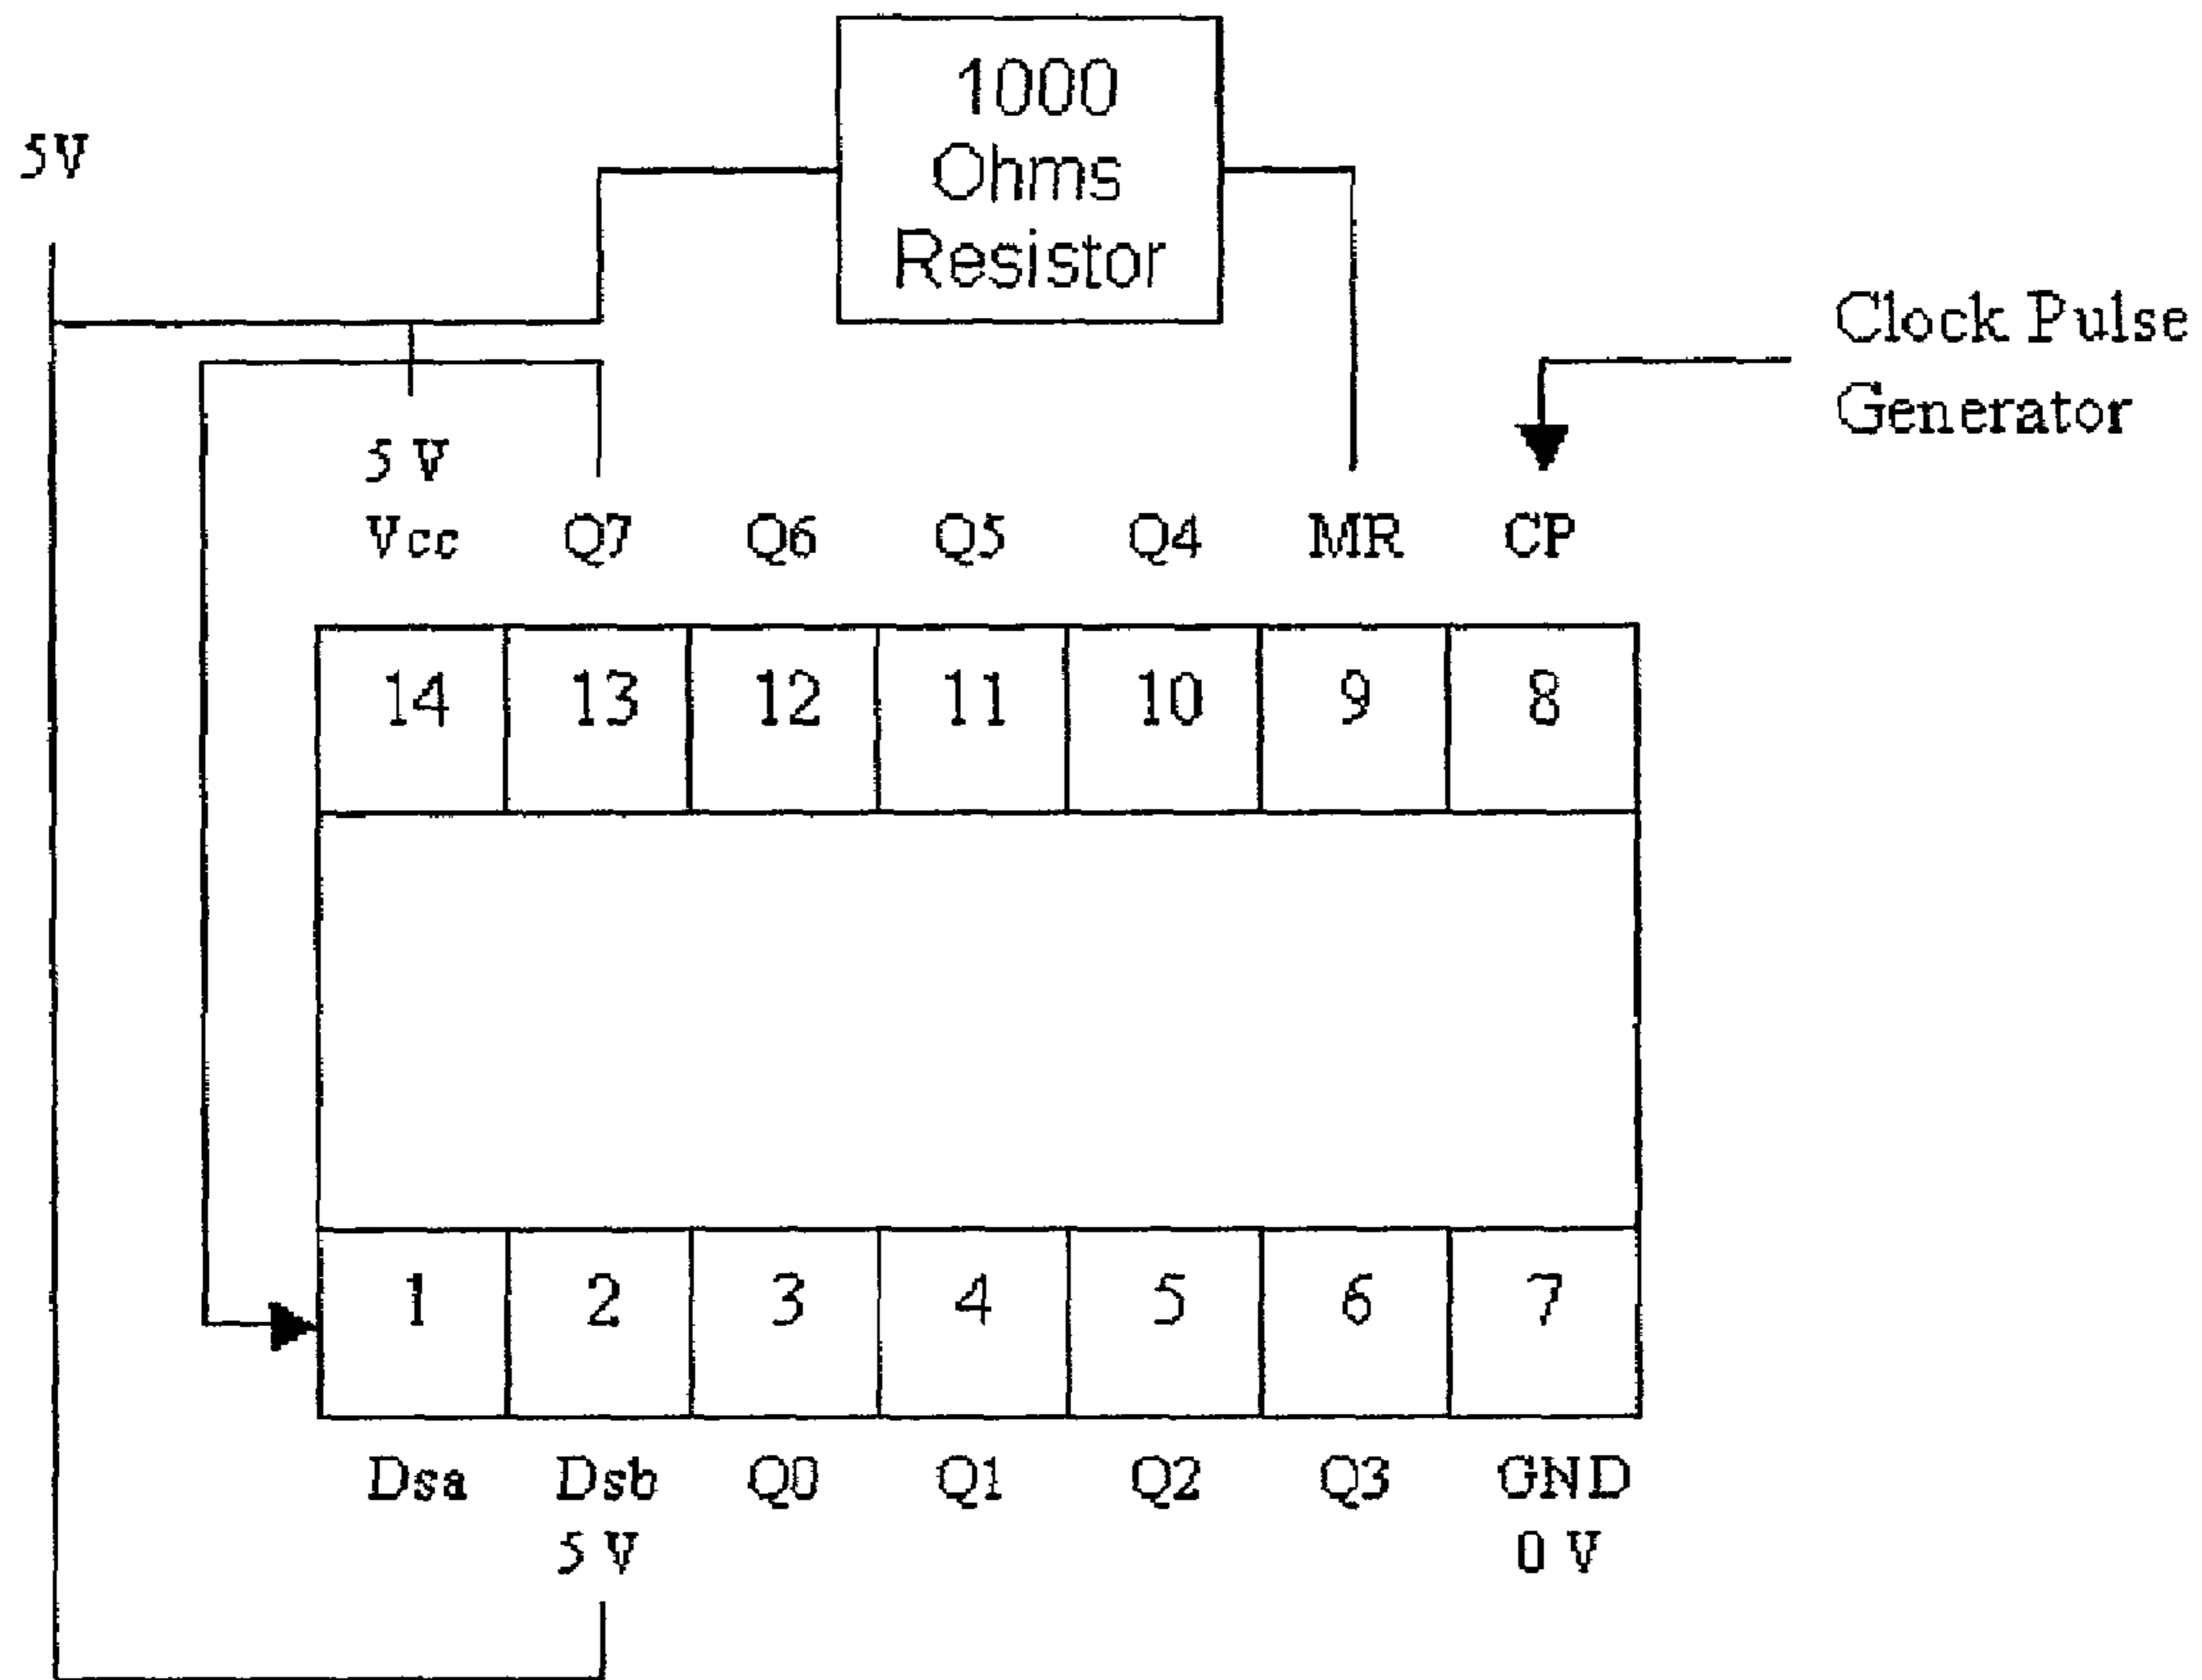 1000
Ohms
Resistor
5V
Clock Pulse
Generator
5 V
Vcc Q7 Q6 Q5 Q4 MR CP
14 13 12 11 10 9 8
1 2 3 4 5 6 7
Dsa Dsb Q0 Q1 Q2 Q3 GND
5 V 0 V